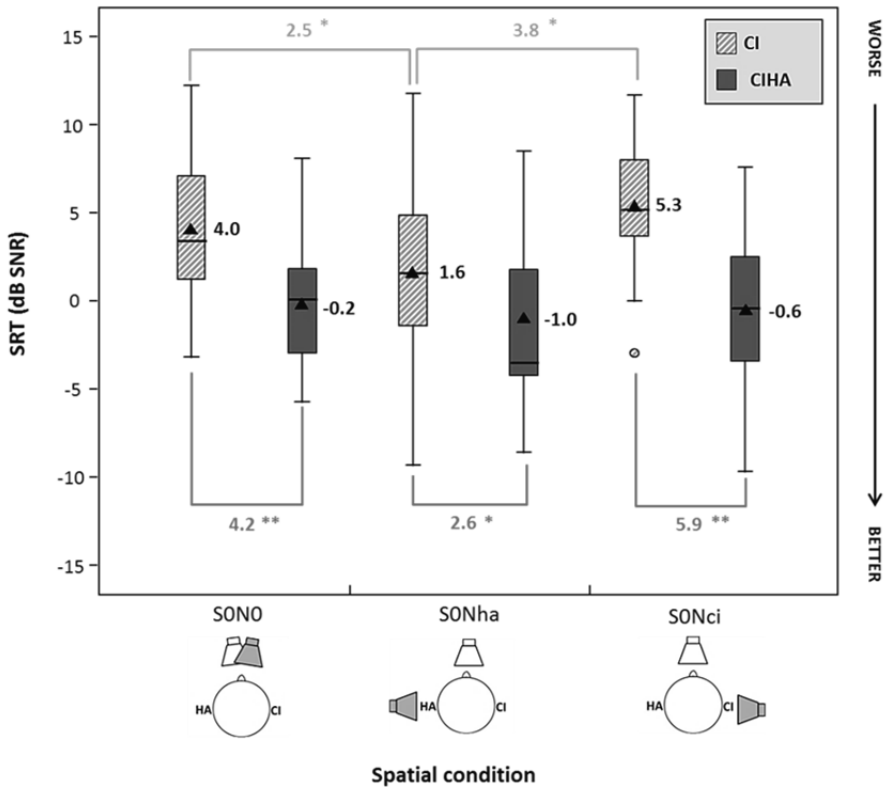 2.5 *
3.8 *
CI
CIHA
WORSE
BETTER
SRT (dB SNR)
15
10
5
0
-5
-10
-15
4.0
-0.2
1.6
-1.0
5.3
-0.6
4.2 **
2.6 *
5.9 **
S0N0
S0Nha
S0Nci
HA CI
HA CI
HA CI
Spatial condition